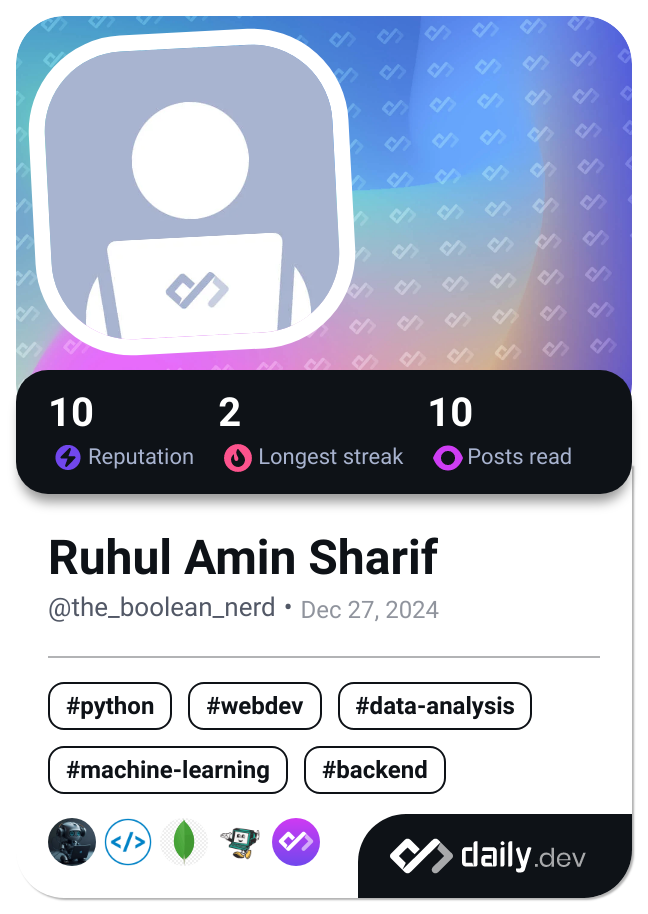 10 2 10
Reputation Longest streak Posts read
Ruhul Amin Sharif
@the_boolean_nerd • Dec 27, 2024
#python #webdev #data-analysis
#machine-learning #backend
</> daily.dev